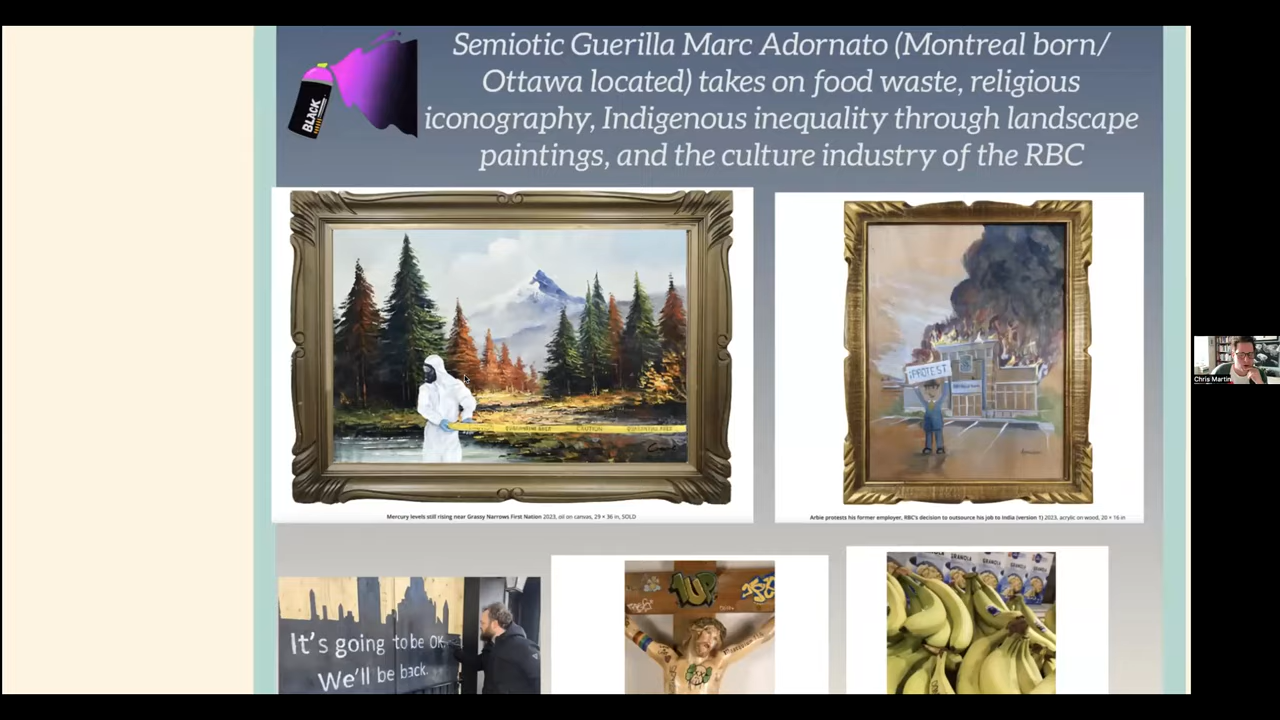 Semiotic Guerilla Marc Adornato (Montreal born/
Ottawa located) takes on food waste, religious
iconography, Indigenous inequality through landscape
paintings, and the culture industry of the RBC
BLACK
PROTEST
CAUTION
Mercury levels still rising near Grassy Narrows First Nation 2023, oil on canvas, 29 × 36 in, SOLD
Arbie protests his former employer, RBC's decision to outsource his job to India (version 1) 2023, acrylic on wood, 20 × 16 in
Chris Martin
It's going to be OK.
We'll be back.
1UP
GRANOLA